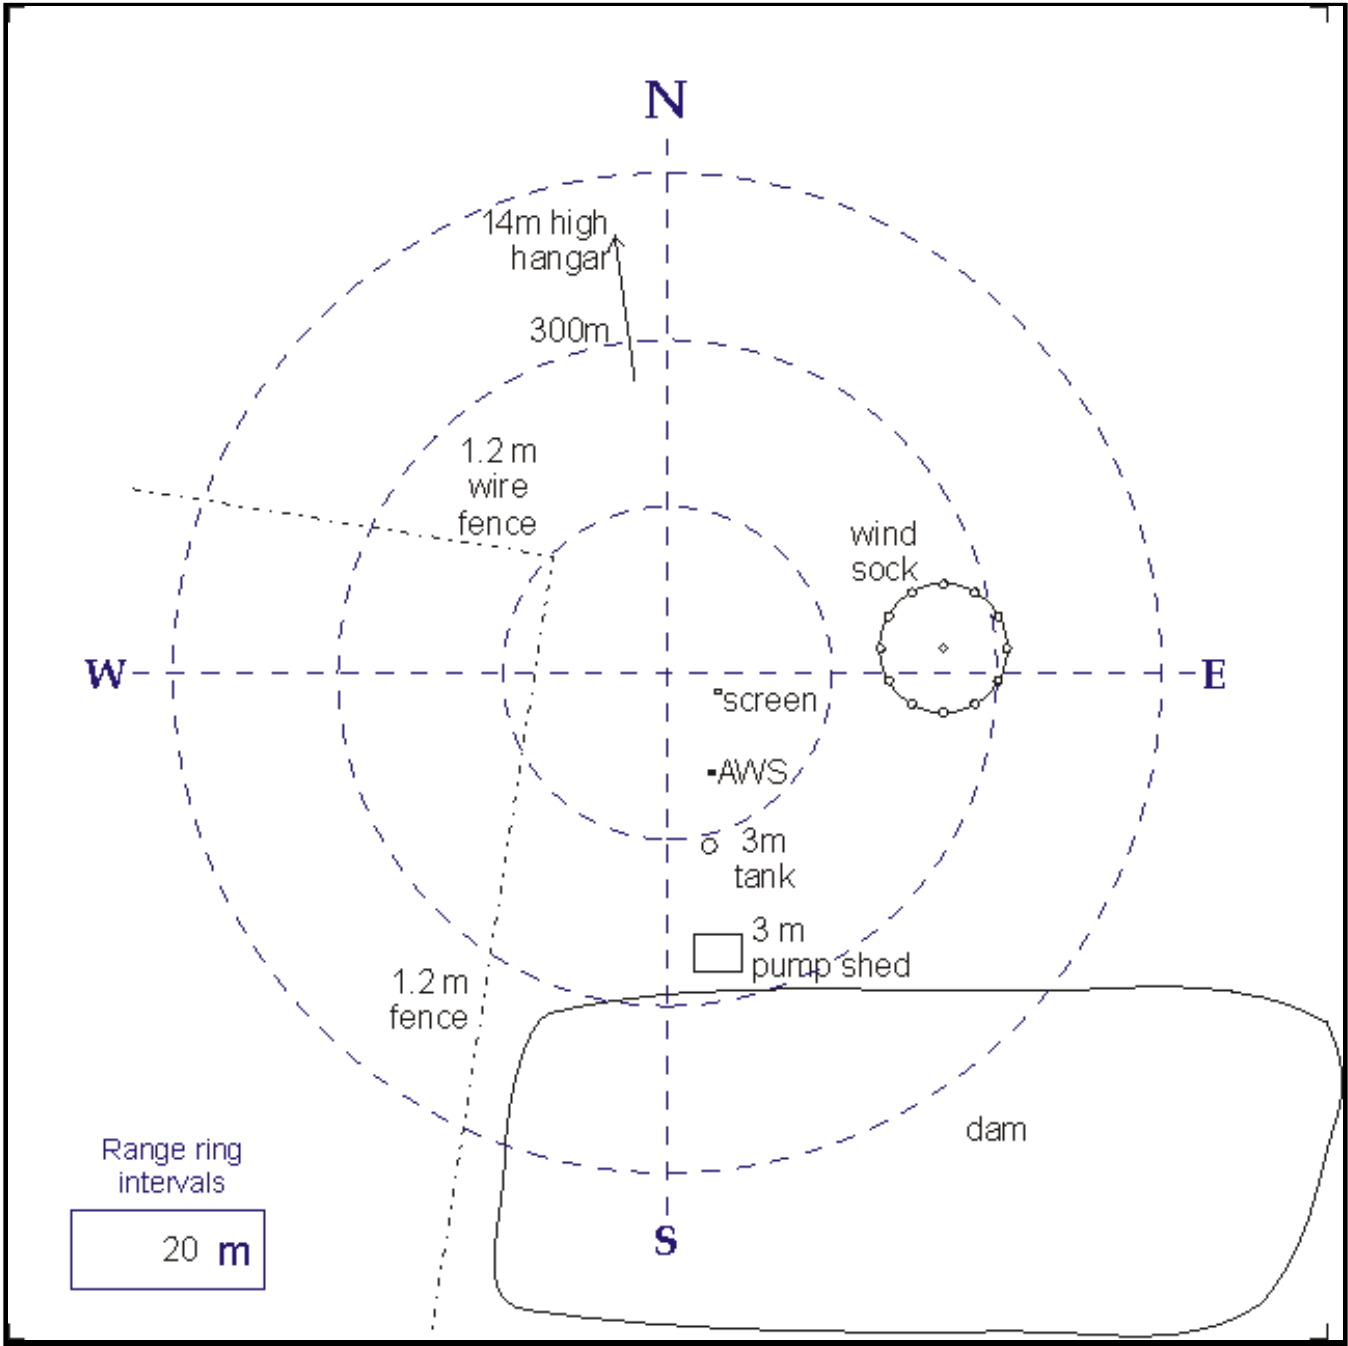 N
14m high
hangar
300m
1.2 m
wire
fence
wind
sock
W
E
screen
AWS
3m
tank
3 m
pump shed
1.2 m
fence
dam
Range ring
intervals
20 m
S